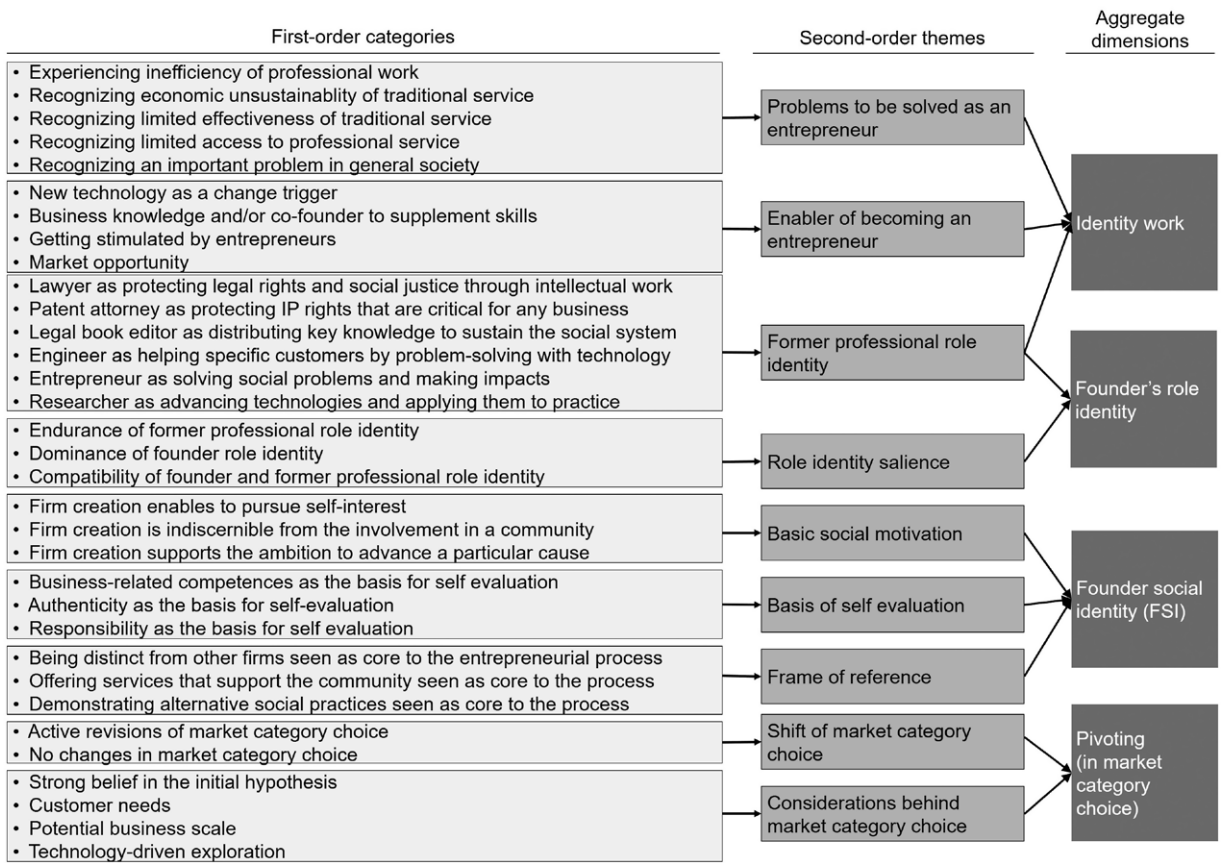 First-order categories
Second-order themes
Aggregate
dimensions
• Experiencing inefficiency of professional work
• Recognizing economic unsustainablity of traditional service
• Recognizing limited effectiveness of traditional service
• Recognizing limited access to professional service
• Recognizing an important problem in general society
Problems to be solved as an
entrepreneur
• New technology as a change trigger
• Business knowledge and/or co-founder to supplement skills
• Getting stimulated by entrepreneurs
• Market opportunity
Enabler of becoming an
entrepreneur
Identity work
• Lawyer as protecting legal rights and social justice through intellectual work
• Patent attorney as protecting IP rights that are critical for any business
• Legal book editor as distributing key knowledge to sustain the social system
• Engineer as helping specific customers by problem-solving with technology
• Entrepreneur as solving social problems and making impacts
• Researcher as advancing technologies and applying them to practice
Former professional role
identity
Founder's role
identity
• Endurance of former professional role identity
• Dominance of founder role identity
• Compatibility of founder and former professional role identity
Role identity salience
• Firm creation enables to pursue self-interest
• Firm creation is indiscernible from the involvement in a community
• Firm creation supports the ambition to advance a particular cause
Basic social motivation
• Business-related competences as the basis for self evaluation
• Authenticity as the basis for self-evaluation
• Responsibility as the basis for self evaluation
Basis of self evaluation
Founder social
identity (FSI)
• Being distinct from other firms seen as core to the entrepreneurial process
• Offering services that support the community seen as core to the process
• Demonstrating alternative social practices seen as core to the process
Frame of reference
• Active revisions of market category choice
• No changes in market category choice
Shift of market category
choice
Pivoting
(in market
category
choice)
• Strong belief in the initial hypothesis
• Customer needs
• Potential business scale
• Technology-driven exploration
Considerations behind
market category choice